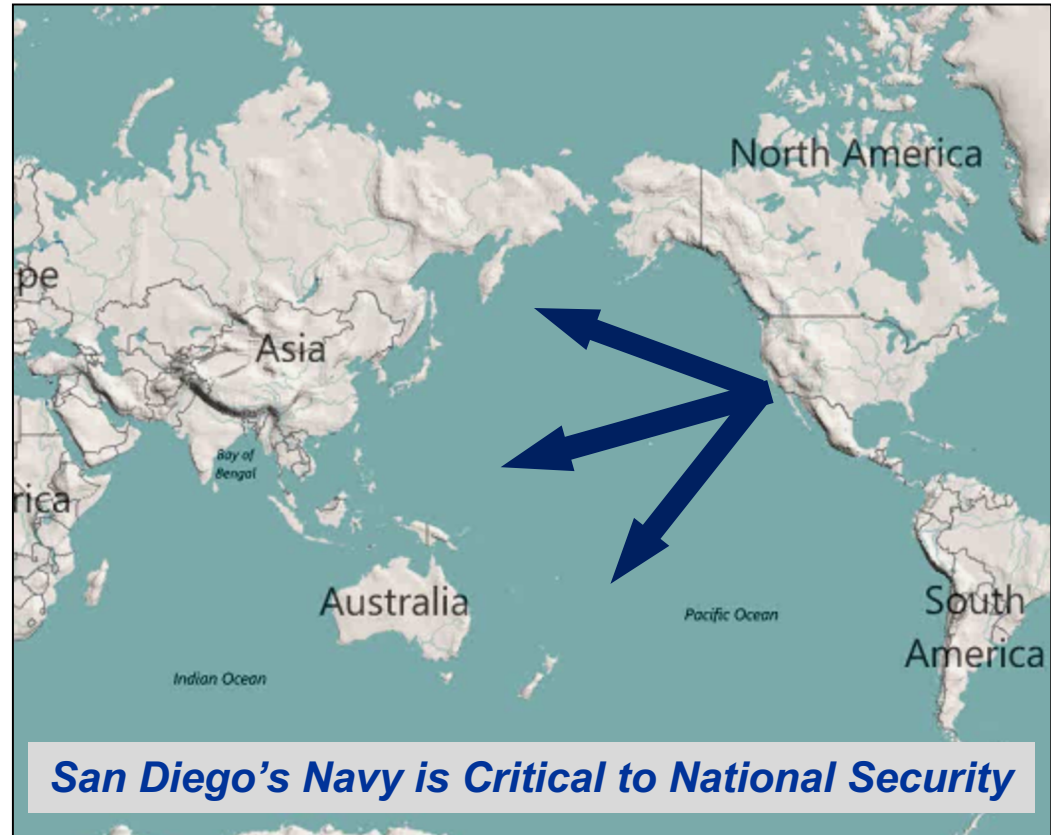 North America
pe
Asia
Bay of
Bengal
rica
Australia
Pacific Ocean
South
America
Indian Ocean
San Diego’s Navy is Critical to National Security